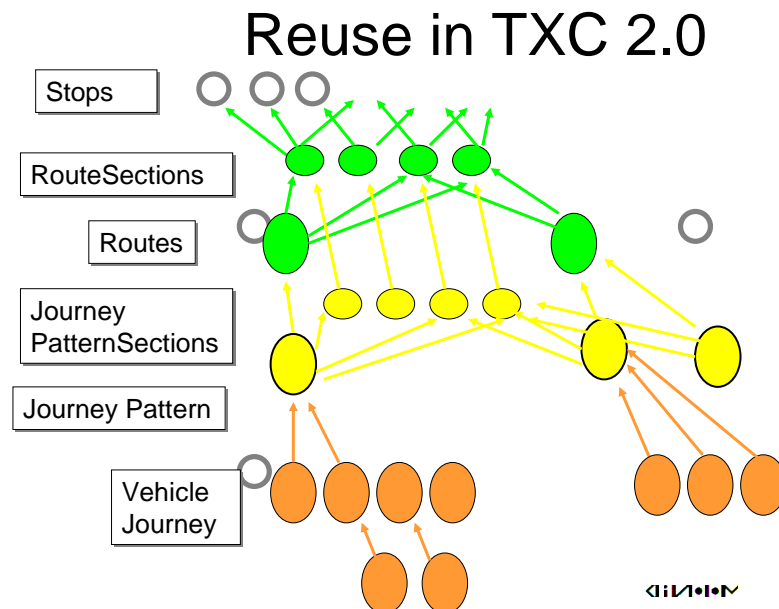 Reuse in TXC 2.0
Stops
RouteSections
Routes
Journey
PatternSections
Journey Pattern
Vehicle
Journey